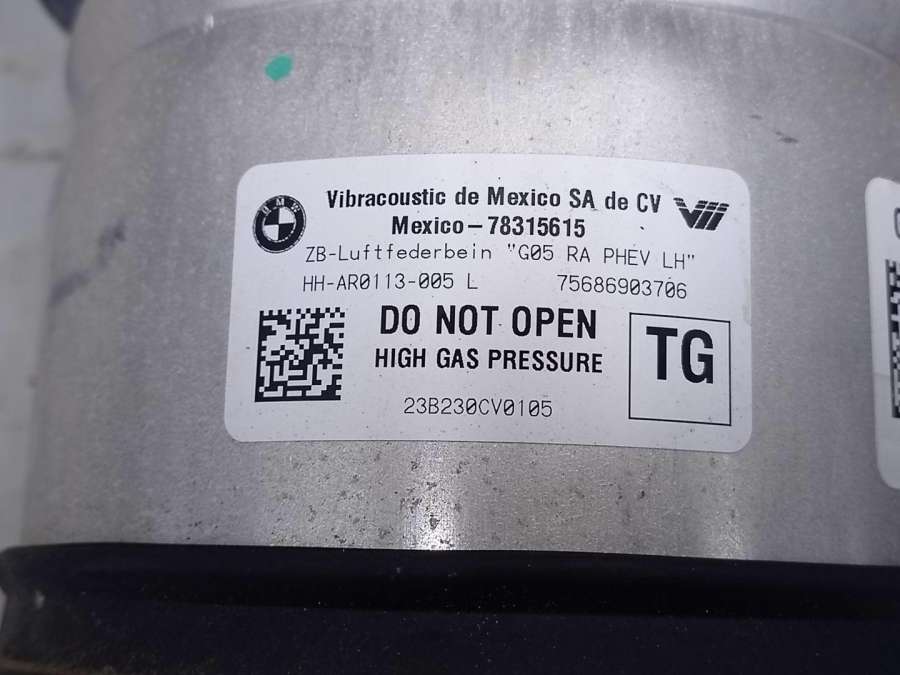 BMW
Vibracoustic de Mexico SA de CV
Mexico-78315615
ZB-Luftfederbein "G05 RA PHEV LH"
HH-AR0113-005 L 75686903706
DO NOT OPEN
HIGH GAS PRESSURE
TG
23B230CV0105